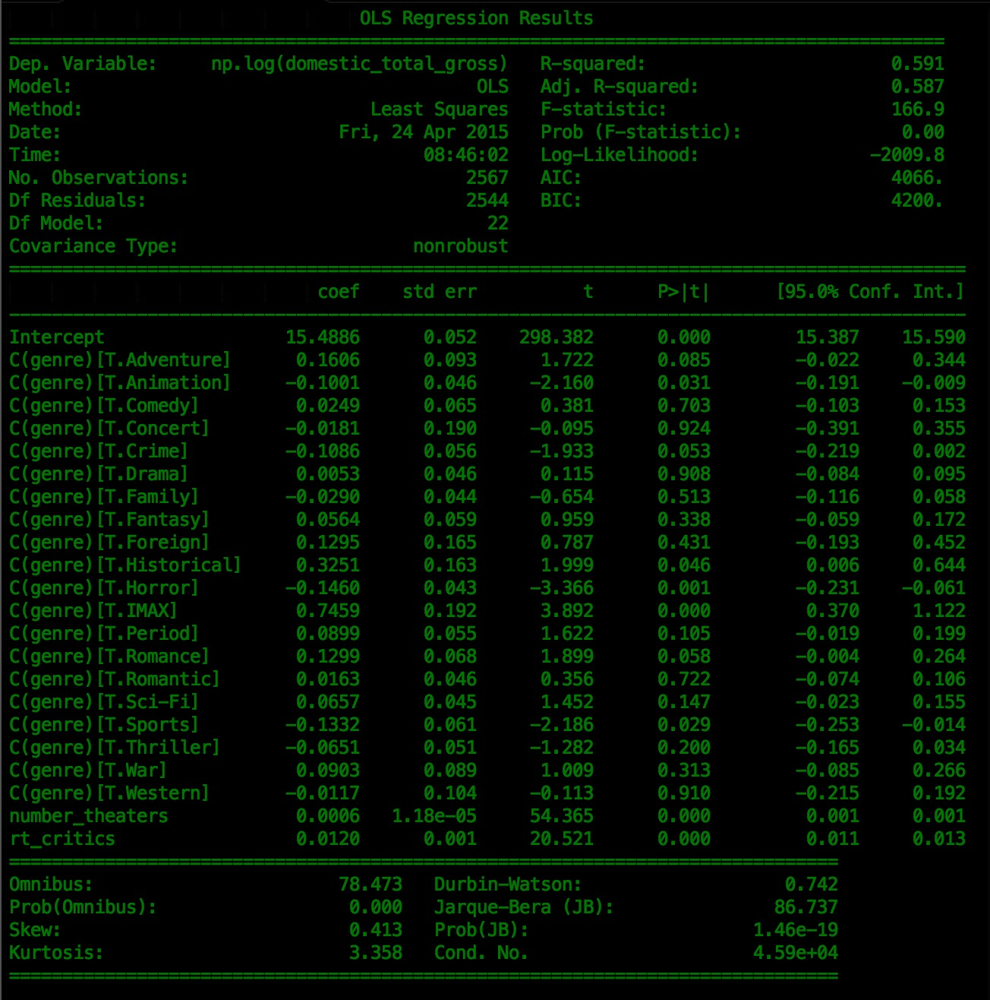 OLS Regression Results
Dep. Variable: np.log(domestic_total_gross) R-squared: 0.591
Model: OLS Adj. R-squared: 0.587
Method: Least Squares F-statistic: 166.9
Date: Fri, 24 Apr 2015 Prob (F-statistic): 0.00
Time: 08:46:02 Log-Likelihood: -2009.8
No. Observations: 2567 AIC: 4066.
Df Residuals: 2544 BIC: 4200.
Df Model: 22
Covariance Type: nonrobust
coef std err t P>|t| [95.0% Conf. Int.]
Intercept 15.4886 0.052 298.382 0.000 15.387 15.590
C(genre)[T.Adventure] 0.1606 0.093 1.722 0.085 -0.022 0.344
C(genre)[T.Animation] -0.1001 0.046 -2.160 0.031 -0.191 -0.009
C(genre)[T.Comedy] 0.0249 0.065 0.381 0.703 -0.103 0.153
C(genre)[T.Concert] -0.0181 0.190 -0.095 0.924 -0.391 0.355
C(genre)[T.Crime] -0.1086 0.056 -1.933 0.053 -0.219 0.002
C(genre)[T.Drama] 0.0053 0.046 0.115 0.908 -0.084 0.095
C(genre)[T.Family] -0.0290 0.044 -0.654 0.513 -0.116 0.058
C(genre)[T.Fantasy] 0.0564 0.059 0.959 0.338 -0.059 0.172
C(genre)[T.Foreign] 0.1295 0.165 0.787 0.431 -0.193 0.452
C(genre)[T.Historical] 0.3251 0.163 1.999 0.046 0.006 0.644
C(genre)[T.Horror] -0.1460 0.043 -3.366 0.001 -0.231 -0.061
C(genre)[T.IMAX] 0.7459 0.192 3.892 0.000 0.370 1.122
C(genre)[T.Period] 0.0899 0.055 1.622 0.105 -0.019 0.199
C(genre)[T.Romance] 0.1299 0.068 1.899 0.058 -0.004 0.264
C(genre)[T.Romantic] 0.0163 0.046 0.356 0.722 -0.074 0.106
C(genre)[T.Sci-Fi] 0.0657 0.045 1.452 0.147 -0.023 0.155
C(genre)[T.Sports] -0.1332 0.061 -2.186 0.029 -0.253 -0.014
C(genre)[T.Thriller] -0.0651 0.051 -1.282 0.200 -0.165 0.034
C(genre)[T.War] 0.0903 0.089 1.009 0.313 -0.085 0.266
C(genre)[T.Western] -0.0117 0.104 -0.113 0.910 -0.215 0.192
number_theaters 0.0006 1.18e-05 54.365 0.000 0.001 0.001
rt_critics 0.0120 0.001 20.521 0.000 0.011 0.013
Omnibus: 78.473 Durbin-Watson: 0.742
Prob(Omnibus): 0.000 Jarque-Bera (JB): 86.737
Skew: 0.413 Prob(JB): 1.46e-19
Kurtosis: 3.358 Cond. No. 4.59e+04